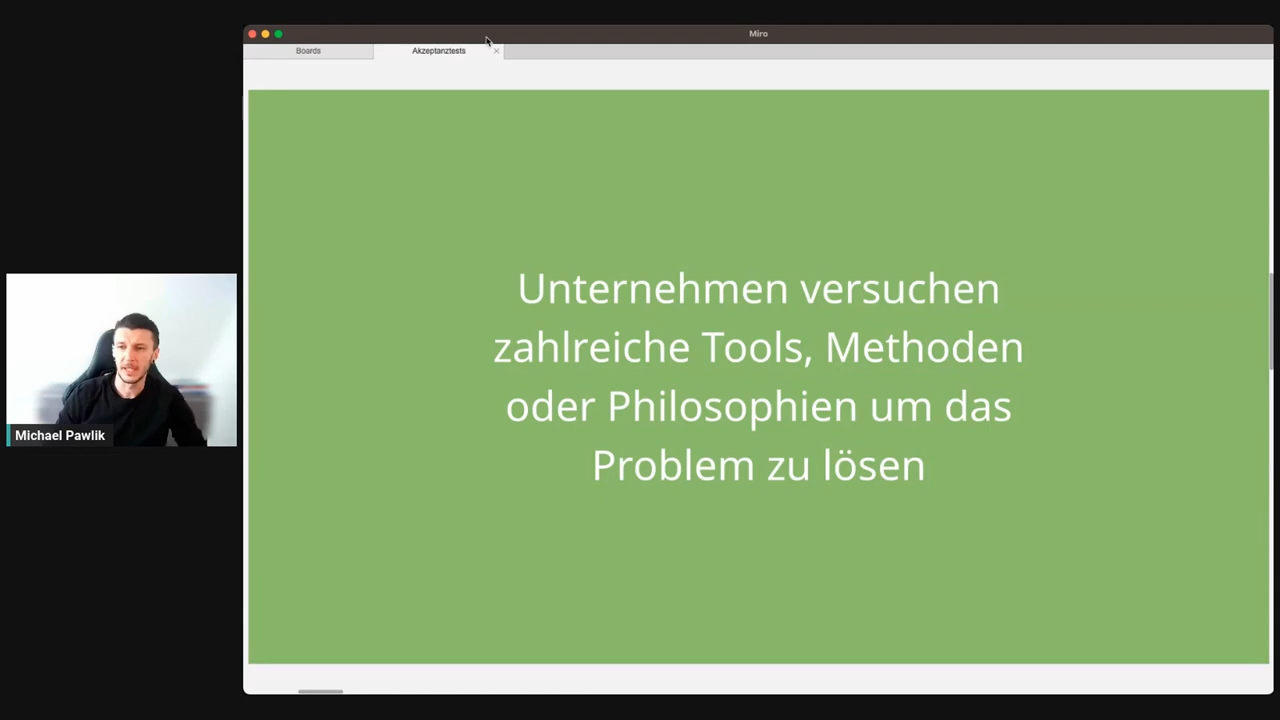 Miro
Boards
Akzeptanztests
Unternehmen versuchen
zahlreiche Tools, Methoden
oder Philosophien um das
Problem zu lösen
Michael Pawlik